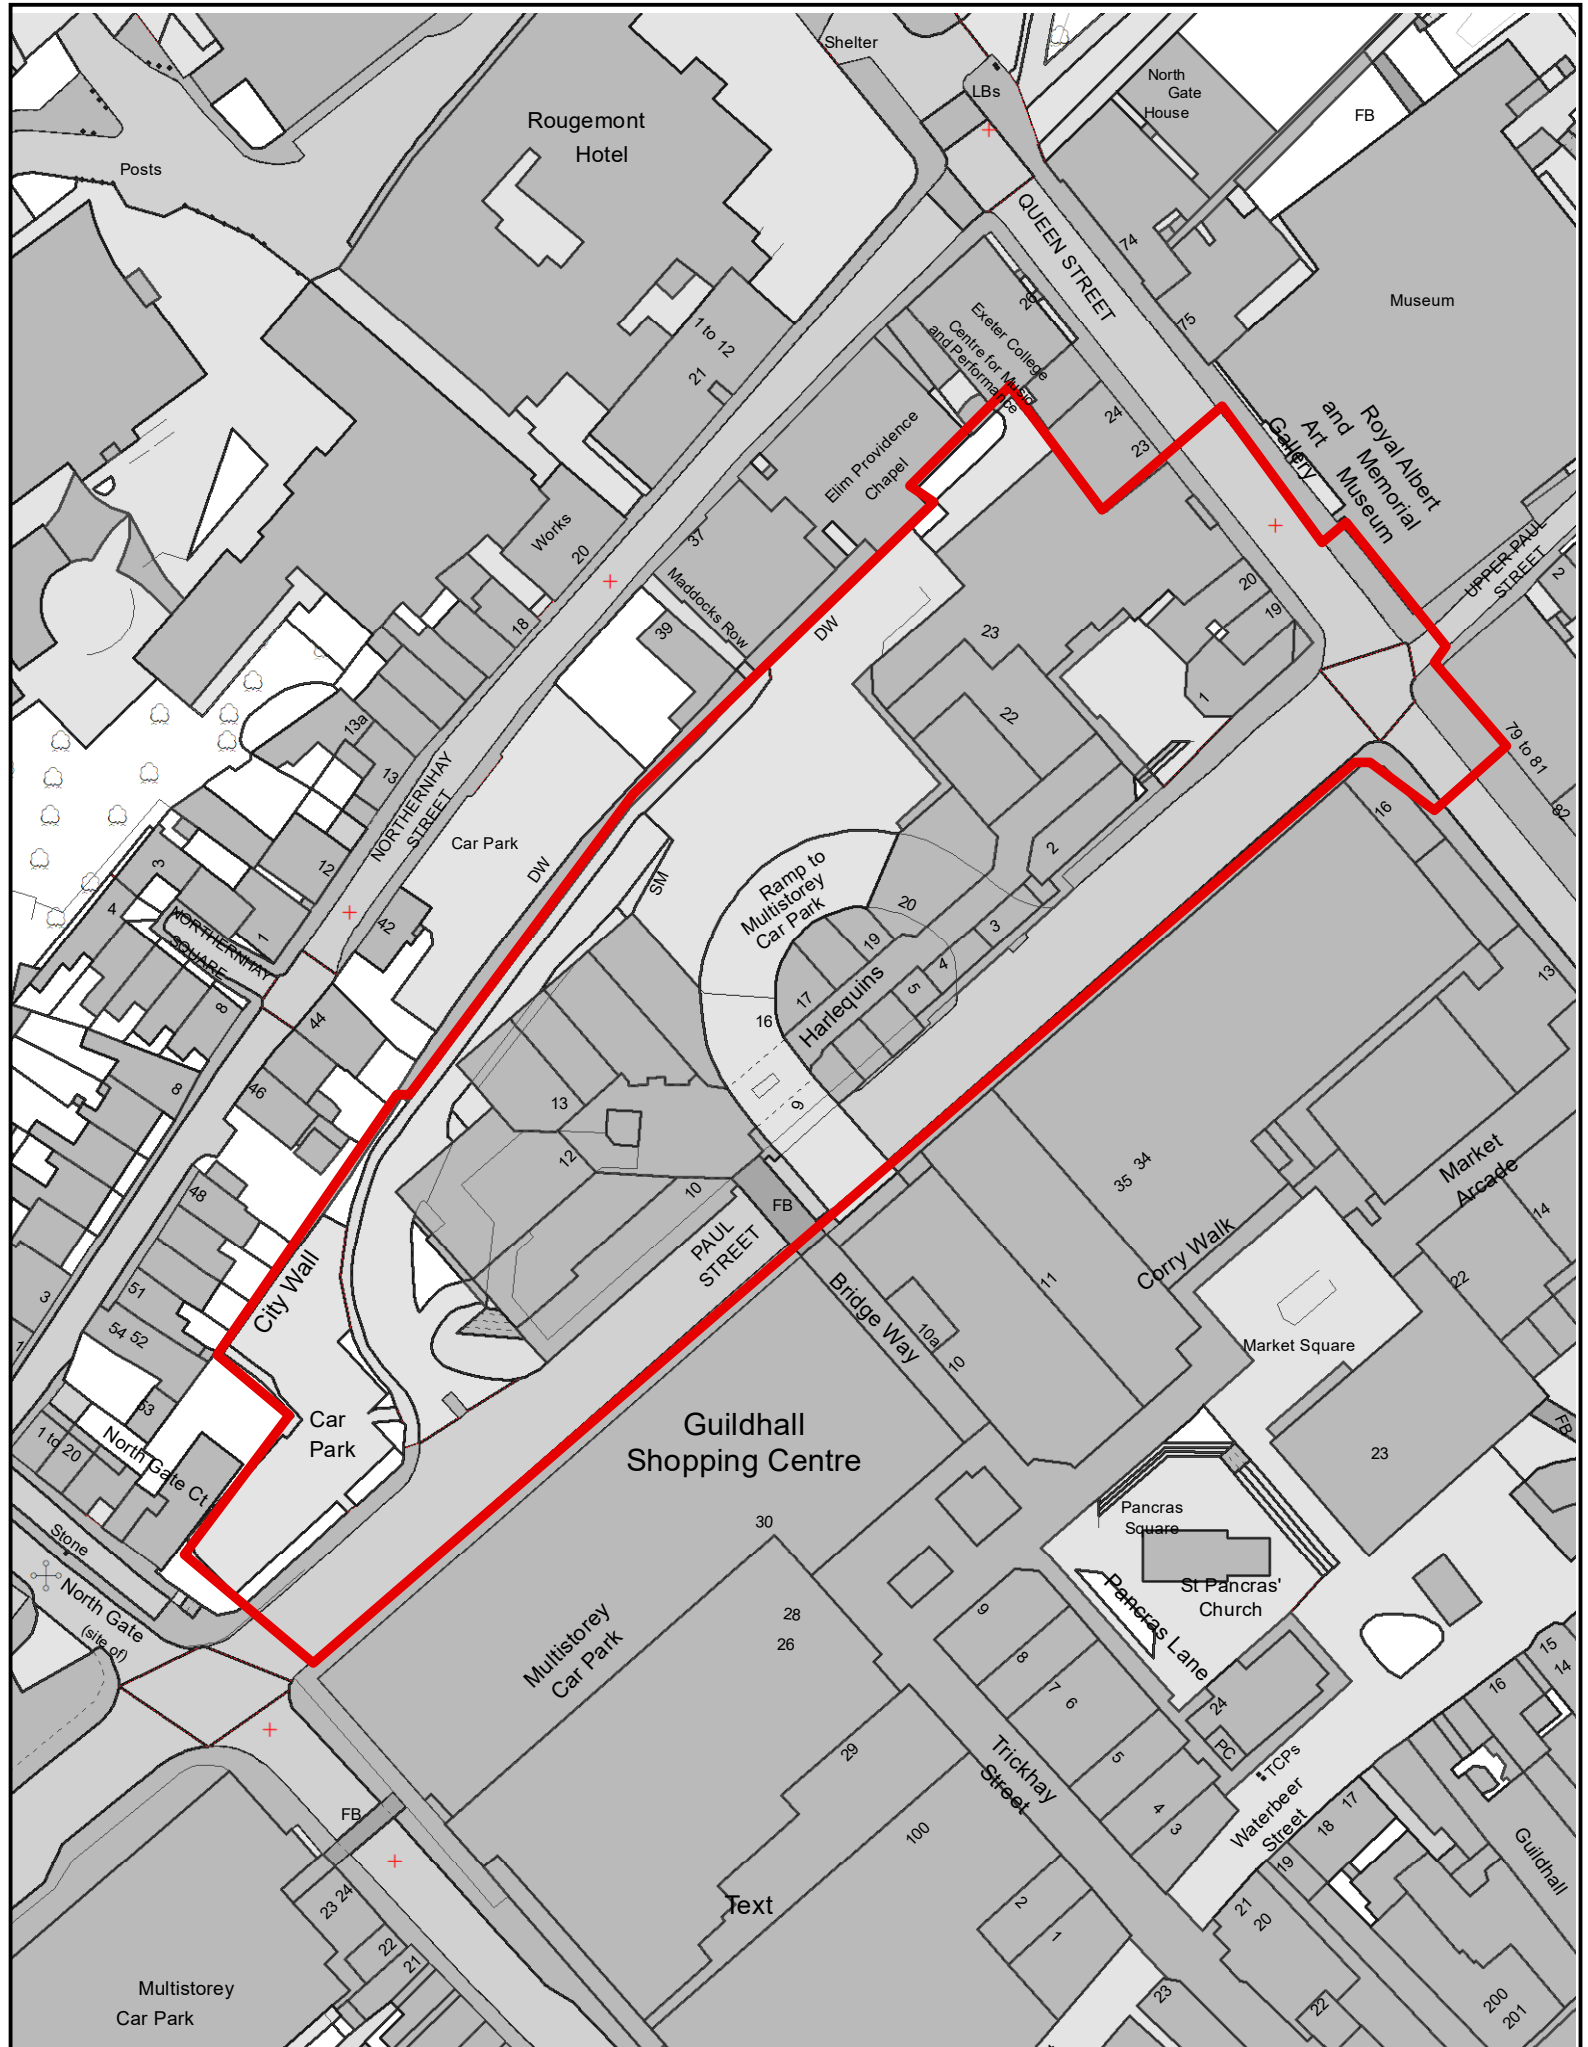 Shelter
LBs
North
Gate
House
FB
Rougemont
Hotel
Posts
QUEEN STREET
74
75
Museum
26
Exeter College
Centre for Music
and Performance
1 to 12
21
24
23
Elim Providence
Chapel
Royal Albert
and Memorial
Art Museum
Gallery
UPPER PAUL
STREET
2
Works
20
37
Maddocks Row
39
DW
18
20
19
23
22
1
13a
13
NORTHERNHAY
STREET
Car Park
DW
SM
79 to 81
82
16
12
3
4
1
NORTHERNHAY
SQUARE
42
Ramp to
Multistorey
Car Park
2
20
3
19
4
5
17
Harlequins
16
9
13
8
44
46
8
13
12
10
FB
PAUL
STREET
34
35
Market
Arcade
14
48
City Wall
51
54 52
53
3
1
11
Corry Walk
22
Bridge Way
10a
10
Market Square
Car
Park
Guildhall
Shopping Centre
23
FB
1 to 20
North Gate Ct
Stone
North Gate
(site of)
30
Pancras
Square
St Pancras'
Church
Pancras Lane
Multistorey
Car Park
28
26
9
8
7
6
5
4
3
24
PC
TCPs
Waterbeer
Street
15
14
16
17
18
19
29
Trickhay
Street
100
FB
Text
23 24
22
21
2
1
21
20
Guildhall
Multistorey
Car Park
23
22
200
201